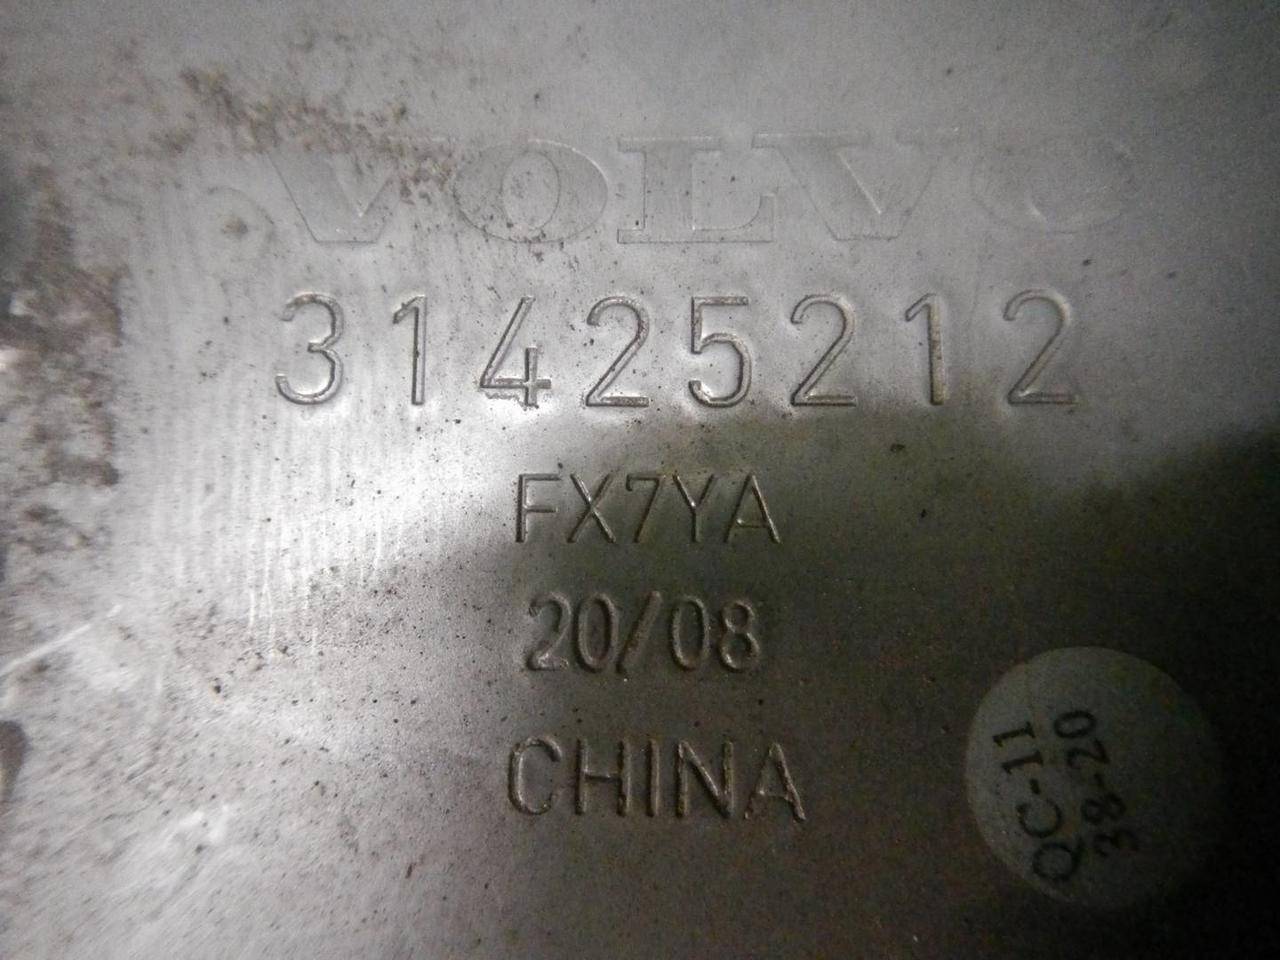 VOLVO
31425212
FX7YA
20/08
CHINA
QC-11
38-20